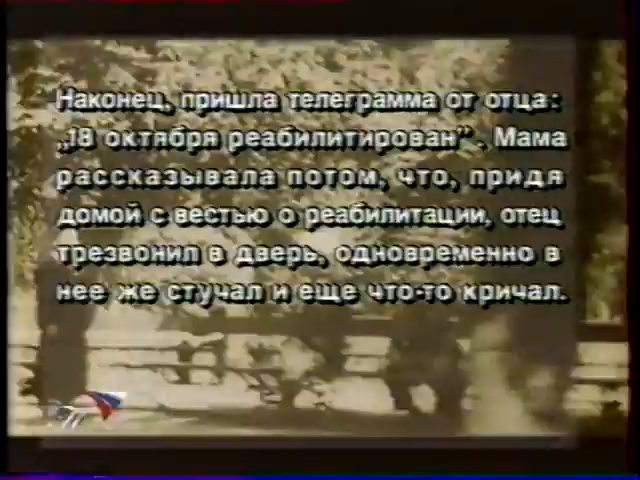 Наконец, пришла телеграмма от отца:
„18 октября реабилитирован". Мама
рассказывала потом, что, придя
домой с вестью о реабилитации, отец
трезвонил в дверь, одновременно в
нее же стучал и еще что-то кричал.